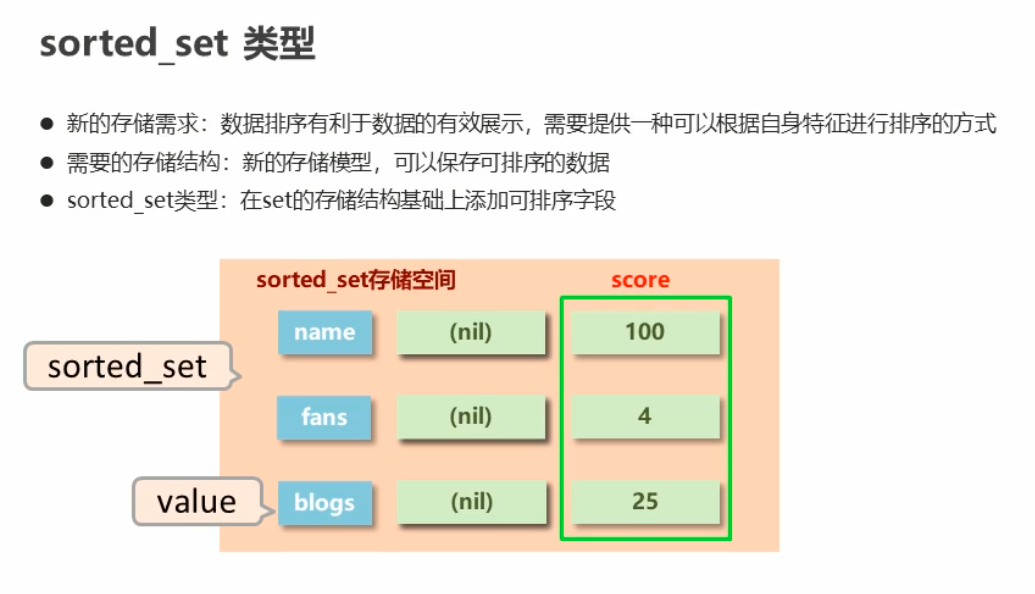 sorted_set 类型
● 新的存储需求：数据排序有利于数据的有效展示，需要提供一种可以根据自身特征进行排序的方式
● 需要的存储结构：新的存储模型，可以保存可排序的数据
● sorted_set类型：在set的存储结构基础上添加可排序字段
sorted_set存储空间 score
name (nil) 100
sorted_set
fans (nil) 4
value blogs (nil) 25